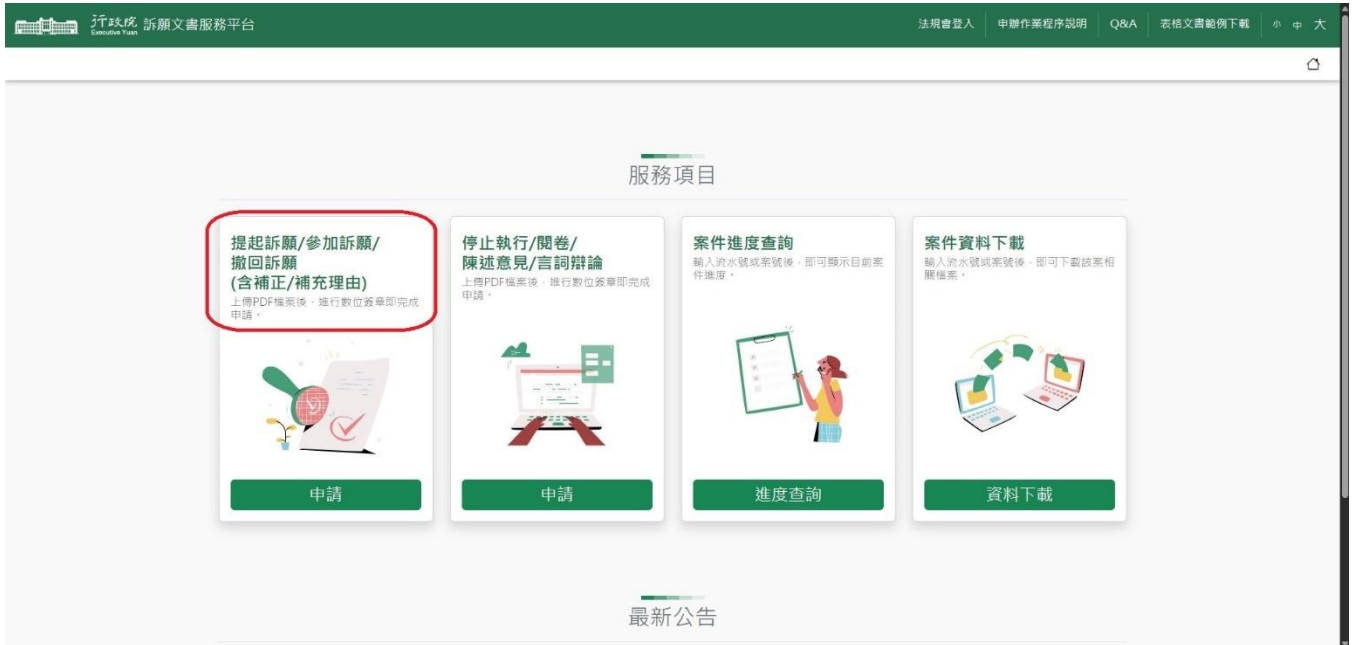 行政院 訴願文書服務平台
Executive Yuan
法規會登入 申辦作業程序說明 Q&A 表格文書範例下載 小 中 大
服務項目
提起訴願/參加訴願/
撤回訴願
(含補正/補充理由)
上傳PDF檔案後，進行數位簽章即完成
申請。
申請
停止執行/閱卷/
陳述意見/言詞辯論
上傳PDF檔案後，進行數位簽章即完成
申請。
申請
案件進度查詢
輸入流水號或案號後，即可顯示目前案
件進度。
進度查詢
案件資料下載
輸入流水號或案號後，即可下載該案相
關檔案。
資料下載
最新公告